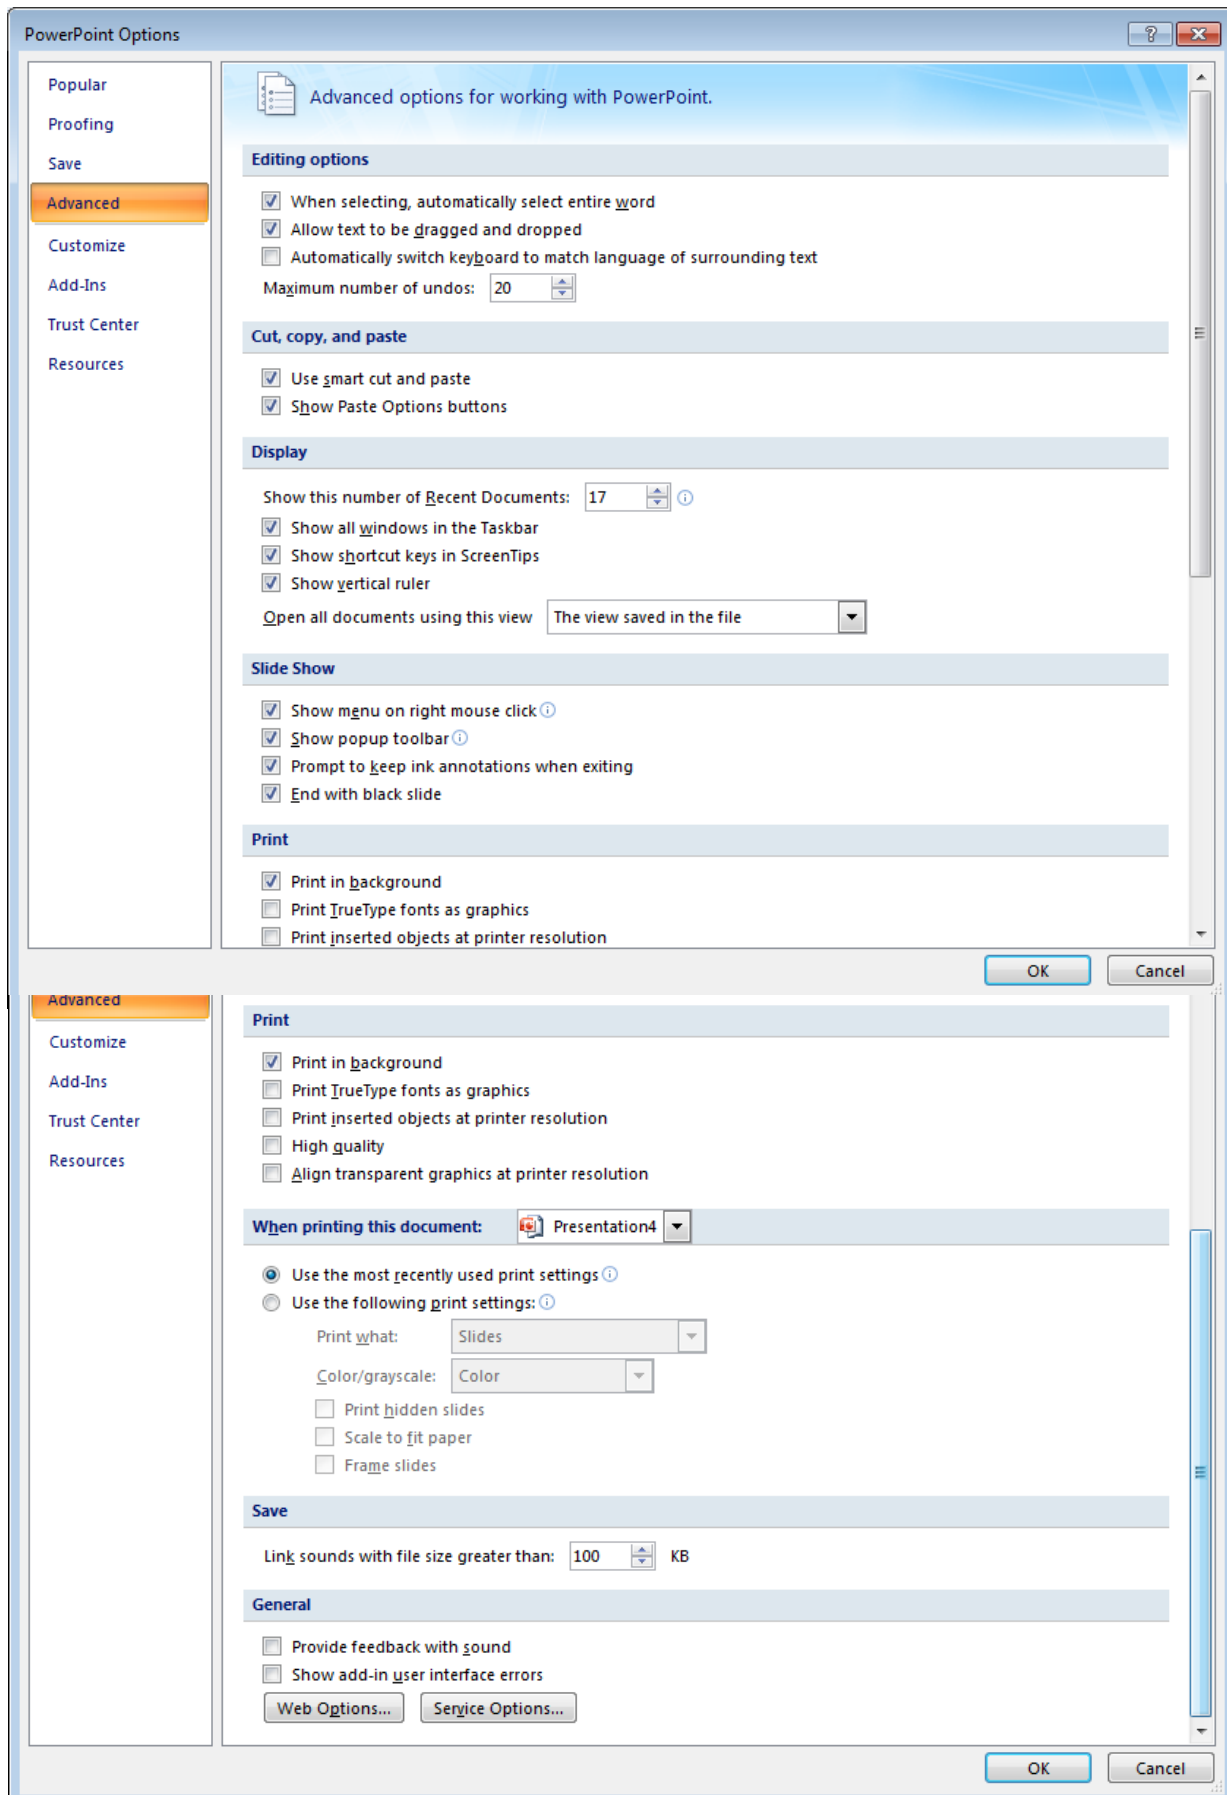 PowerPoint Options
Popular
Proofing
Save
Advanced
Customize
Add-Ins
Trust Center
Resources
Advanced options for working with PowerPoint.
Editing options
When selecting, automatically select entire word
Allow text to be dragged and dropped
Automatically switch keyboard to match language of surrounding text
Maximum number of undos: 20
Cut, copy, and paste
Use smart cut and paste
Show Paste Options buttons
Display
Show this number of Recent Documents: 17
Show all windows in the Taskbar
Show shortcut keys in ScreenTips
Show vertical ruler
Open all documents using this view The view saved in the file
Slide Show
Show menu on right mouse click
Show popup toolbar
Prompt to keep ink annotations when exiting
End with black slide
Print
Print in background
Print TrueType fonts as graphics
Print inserted objects at printer resolution
OK Cancel
Advanced
Customize
Add-Ins
Trust Center
Resources
Print
Print in background
Print TrueType fonts as graphics
Print inserted objects at printer resolution
High quality
Align transparent graphics at printer resolution
When printing this document: Presentation4
Use the most recently used print settings
Use the following print settings:
Print what: Slides
Color/grayscale: Color
Print hidden slides
Scale to fit paper
Frame slides
Save
Link sounds with file size greater than: 100 KB
General
Provide feedback with sound
Show add-in user interface errors
Web Options... Service Options...
OK Cancel